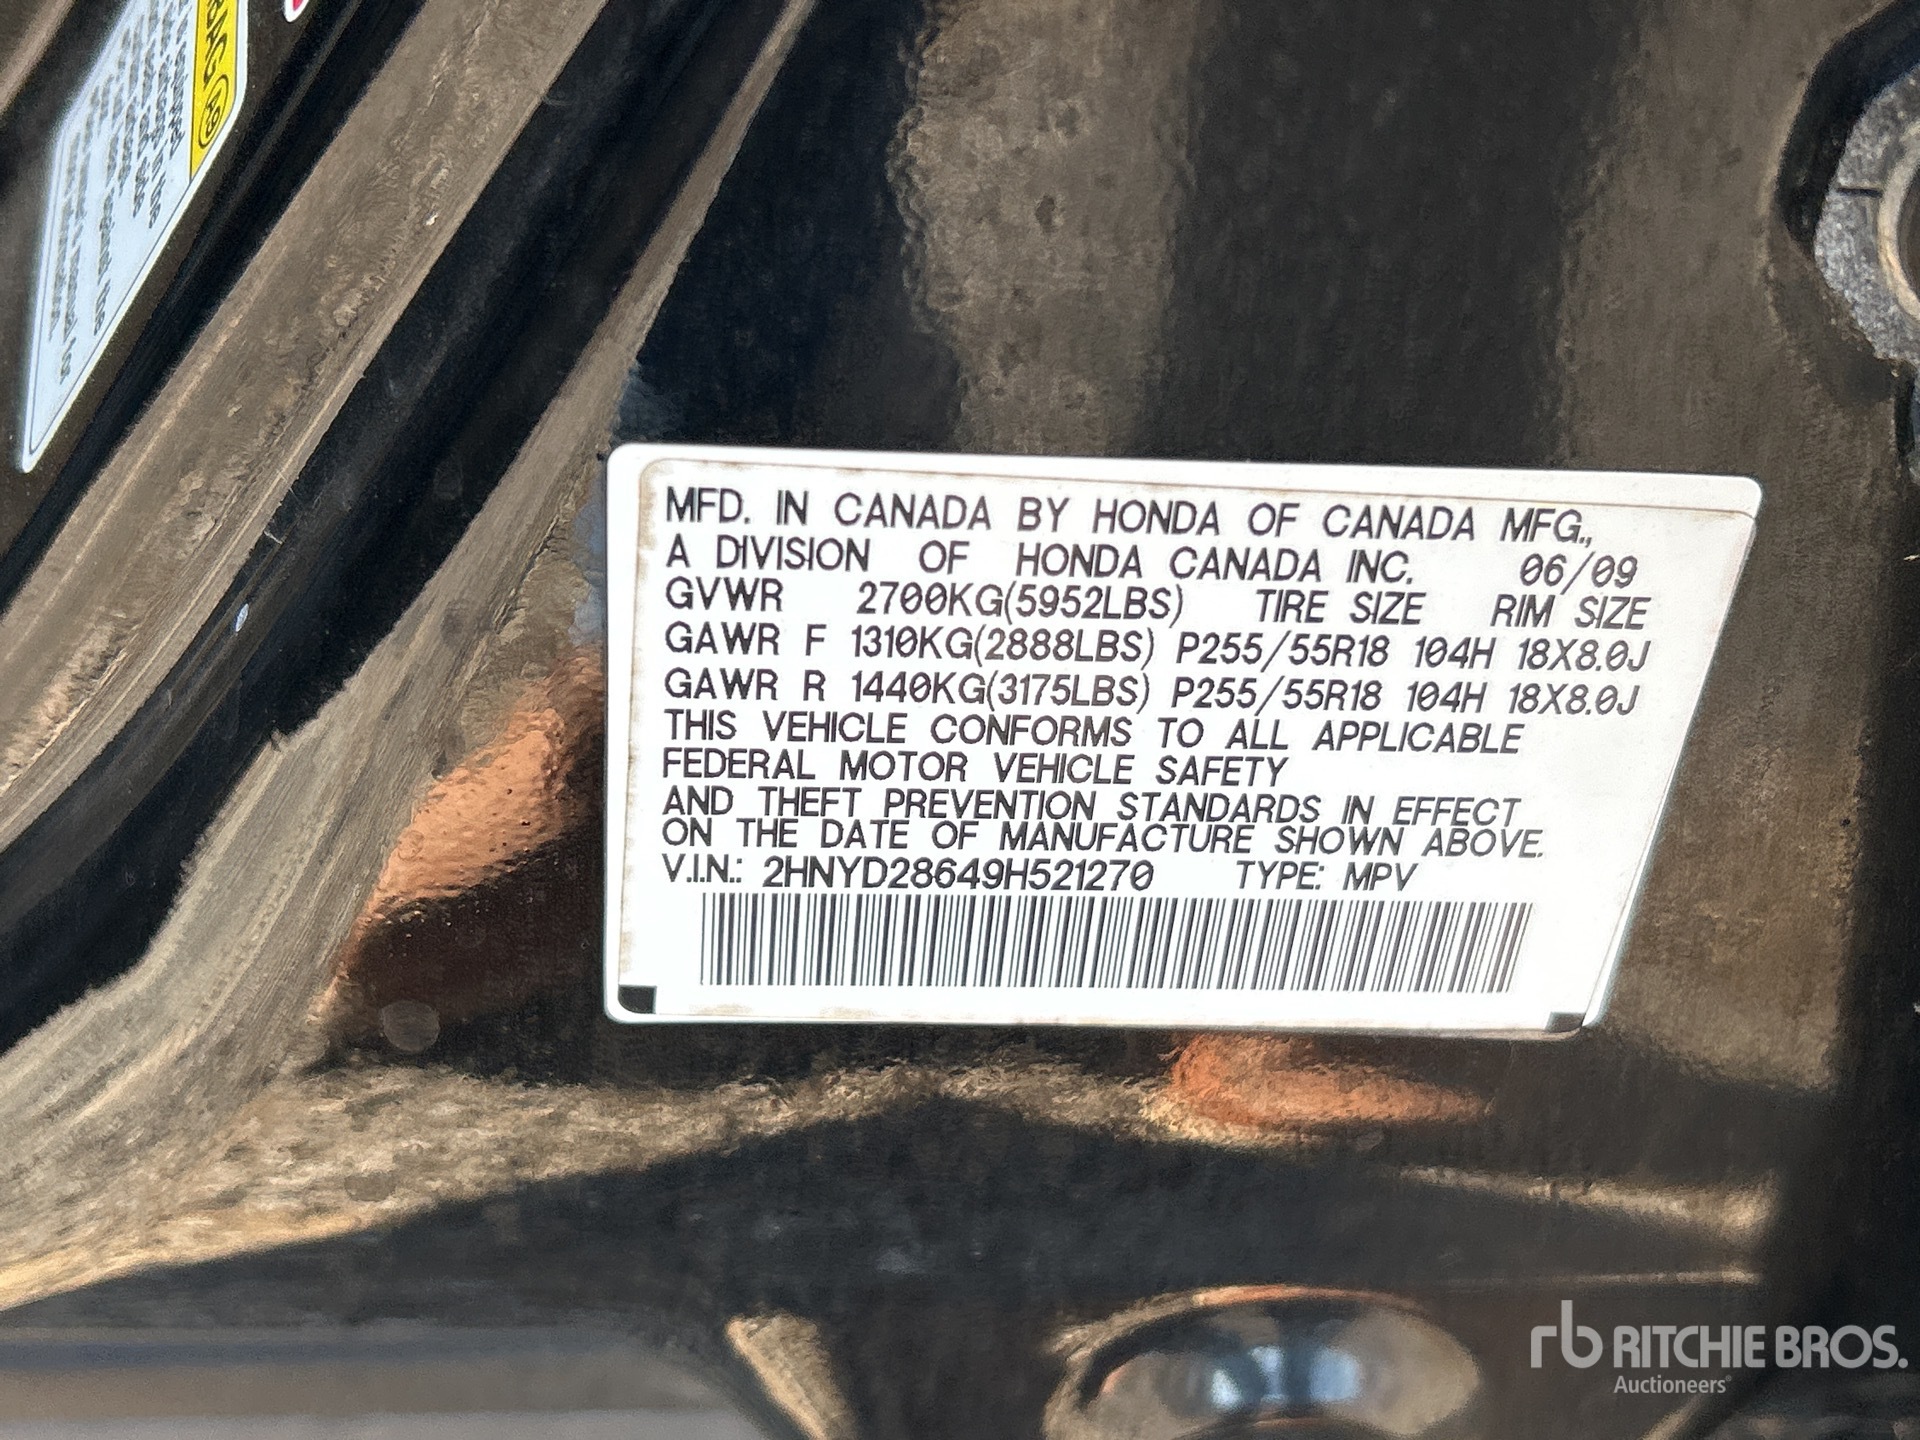 MFD. IN CANADA BY HONDA OF CANADA MFG.,
A DIVISION OF HONDA CANADA INC. 06/09
GVWR 2700KG(5952LBS) TIRE SIZE RIM SIZE
GAWR F 1310KG(2888LBS) P255/55R18 104H 18X8.0J
GAWR R 1440KG(3175LBS) P255/55R18 104H 18X8.0J
THIS VEHICLE CONFORMS TO ALL APPLICABLE
FEDERAL MOTOR VEHICLE SAFETY
AND THEFT PREVENTION STANDARDS IN EFFECT
ON THE DATE OF MANUFACTURE SHOWN ABOVE.
V.I.N.: 2HNYD28649H521270 TYPE: MPV
rb RITCHIE BROS.
Auctioneers